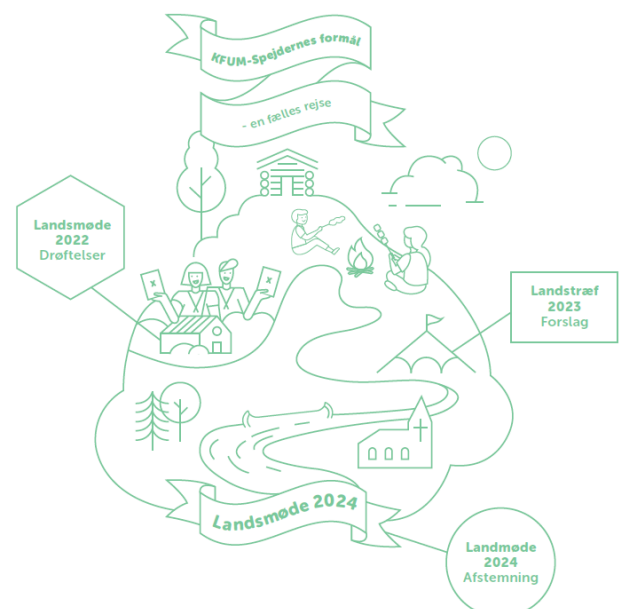 KFUM-Spejdernes formål
- en fælles rejse
Landsmøde
2022
Drøftelser
Landstræf
2023
Forslag
Landsmøde 2024
Landmøde
2024
Afstemning